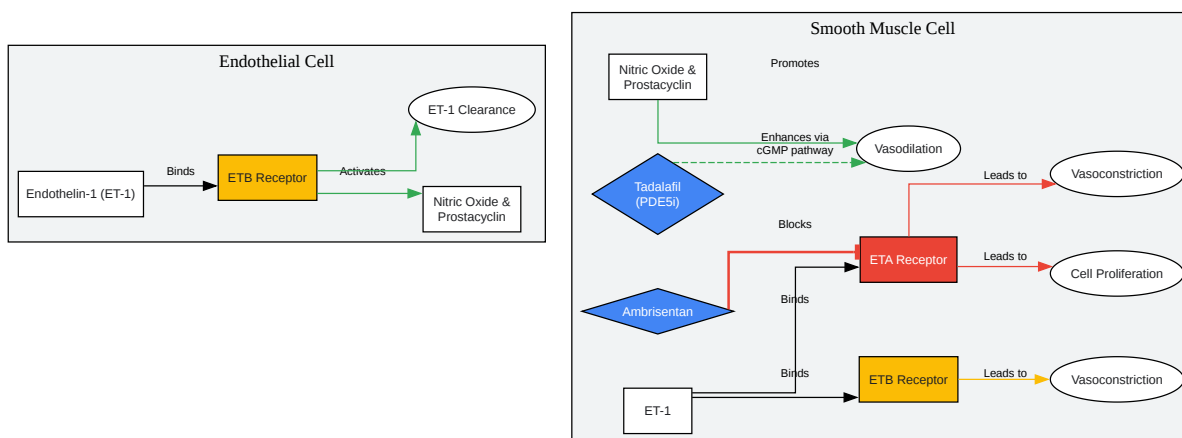 Endothelial Cell
ET-1 Clearance
Binds
ETB Receptor
Activates
Endothelin-1 (ET-1)
Nitric Oxide &
Prostacyclin
Smooth Muscle Cell
Nitric Oxide &
Prostacyclin
Promotes
Enhances via
cGMP pathway
Vasodilation
Tadalafil
(PDE5i)
Leads to
Vasoconstriction
Blocks
ETA Receptor
Leads to
Cell Proliferation
Ambrisentan
Binds
Binds
ETB Receptor
Leads to
Vasoconstriction
ET-1